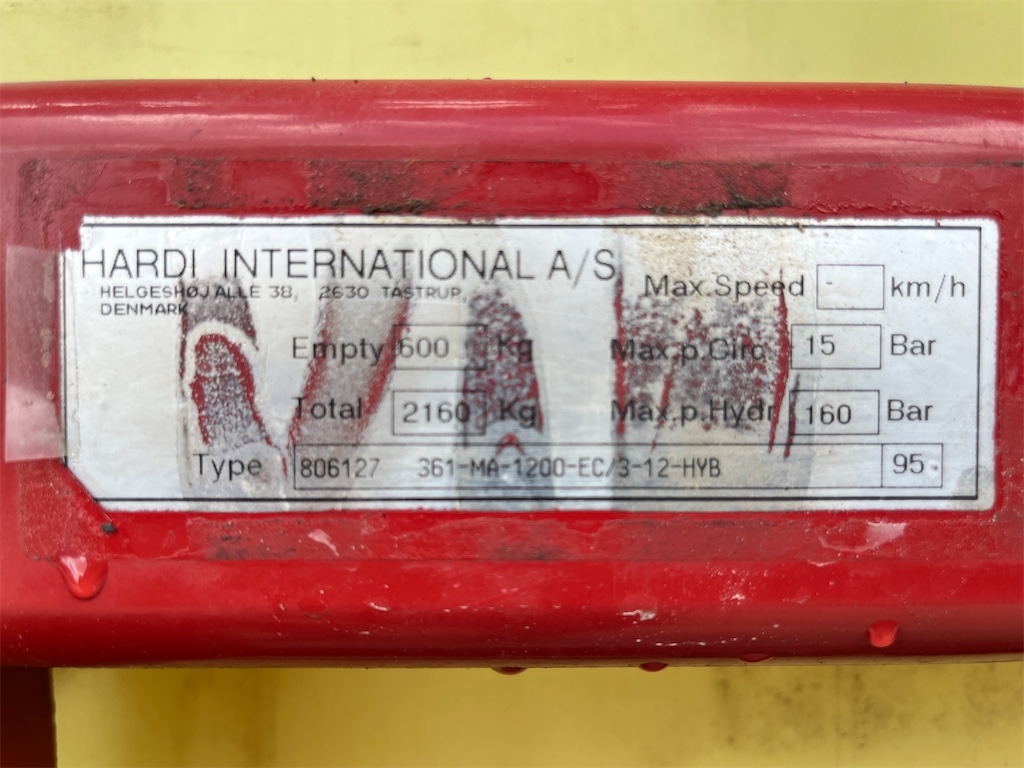 HARDI INTERNATIONAL A/S
HELGESHØJ ALLE 38, 2630 TÅSTRUP,
DENMARK
Max.Speed - km/h
Empty 600 Kg Max.p.Circ 15 Bar
Total 2160 Kg Max.p.Hydr 160 Bar
Type 806127 361-MA-1200-EC/3-12-HYB 95.